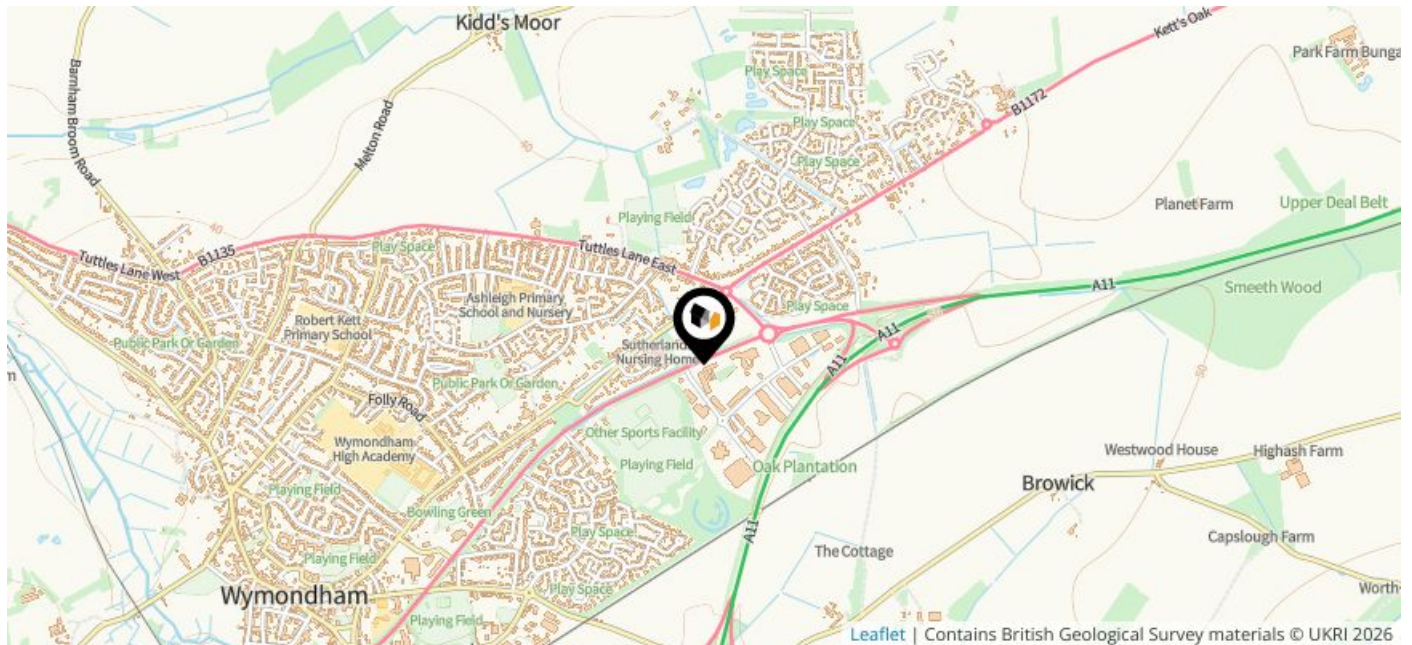 Kidd's Moor
Kett's Oak
Play Space
Park Farm Bunga
Barnham Broom Road
Melton Road
40
B1172
Play Space
Play Space
Planet Farm
Upper Deal Belt
Playing Field
40
B1135
Play Space
Tuttles Lane East
Tuttles Lane West
A11
Smeeth Wood
Ashleigh Primary
School and Nursery
Play Space
Robert Kett
Primary School
A11
Public Park Or Garden
Sutherland
Nursing Home
A11
Public Park Or Garden
50
Folly Road
Other Sports Facility
Wymondham
High Academy
Westwood House
Highash Farm
Playing Field
Oak Plantation
Browick
Playing Field
Bowling Green
Play Space
A11
Capslough Farm
The Cottage
Playing Field
Play Space
Worth-
Wymondham
Playing Field
Leaflet | Contains British Geological Survey materials © UKRI 2026